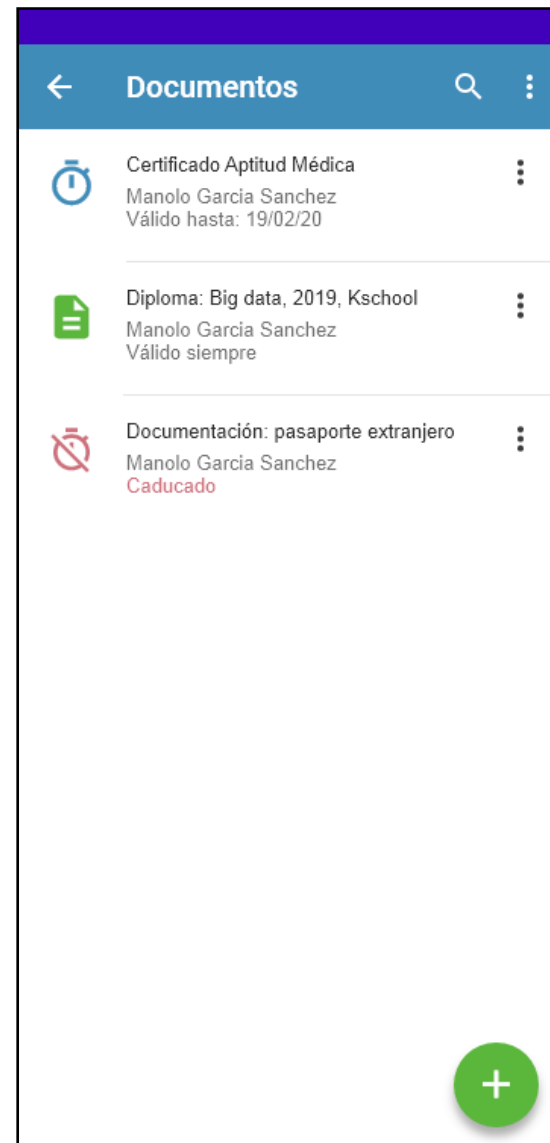 Documentos
Certificado Aptitud Médica
Manolo Garcia Sanchez
Válido hasta: 19/02/20
Diploma: Big data, 2019, Kschool
Manolo Garcia Sanchez
Válido siempre
Documentación: pasaporte extranjero
Manolo Garcia Sanchez
Caducado